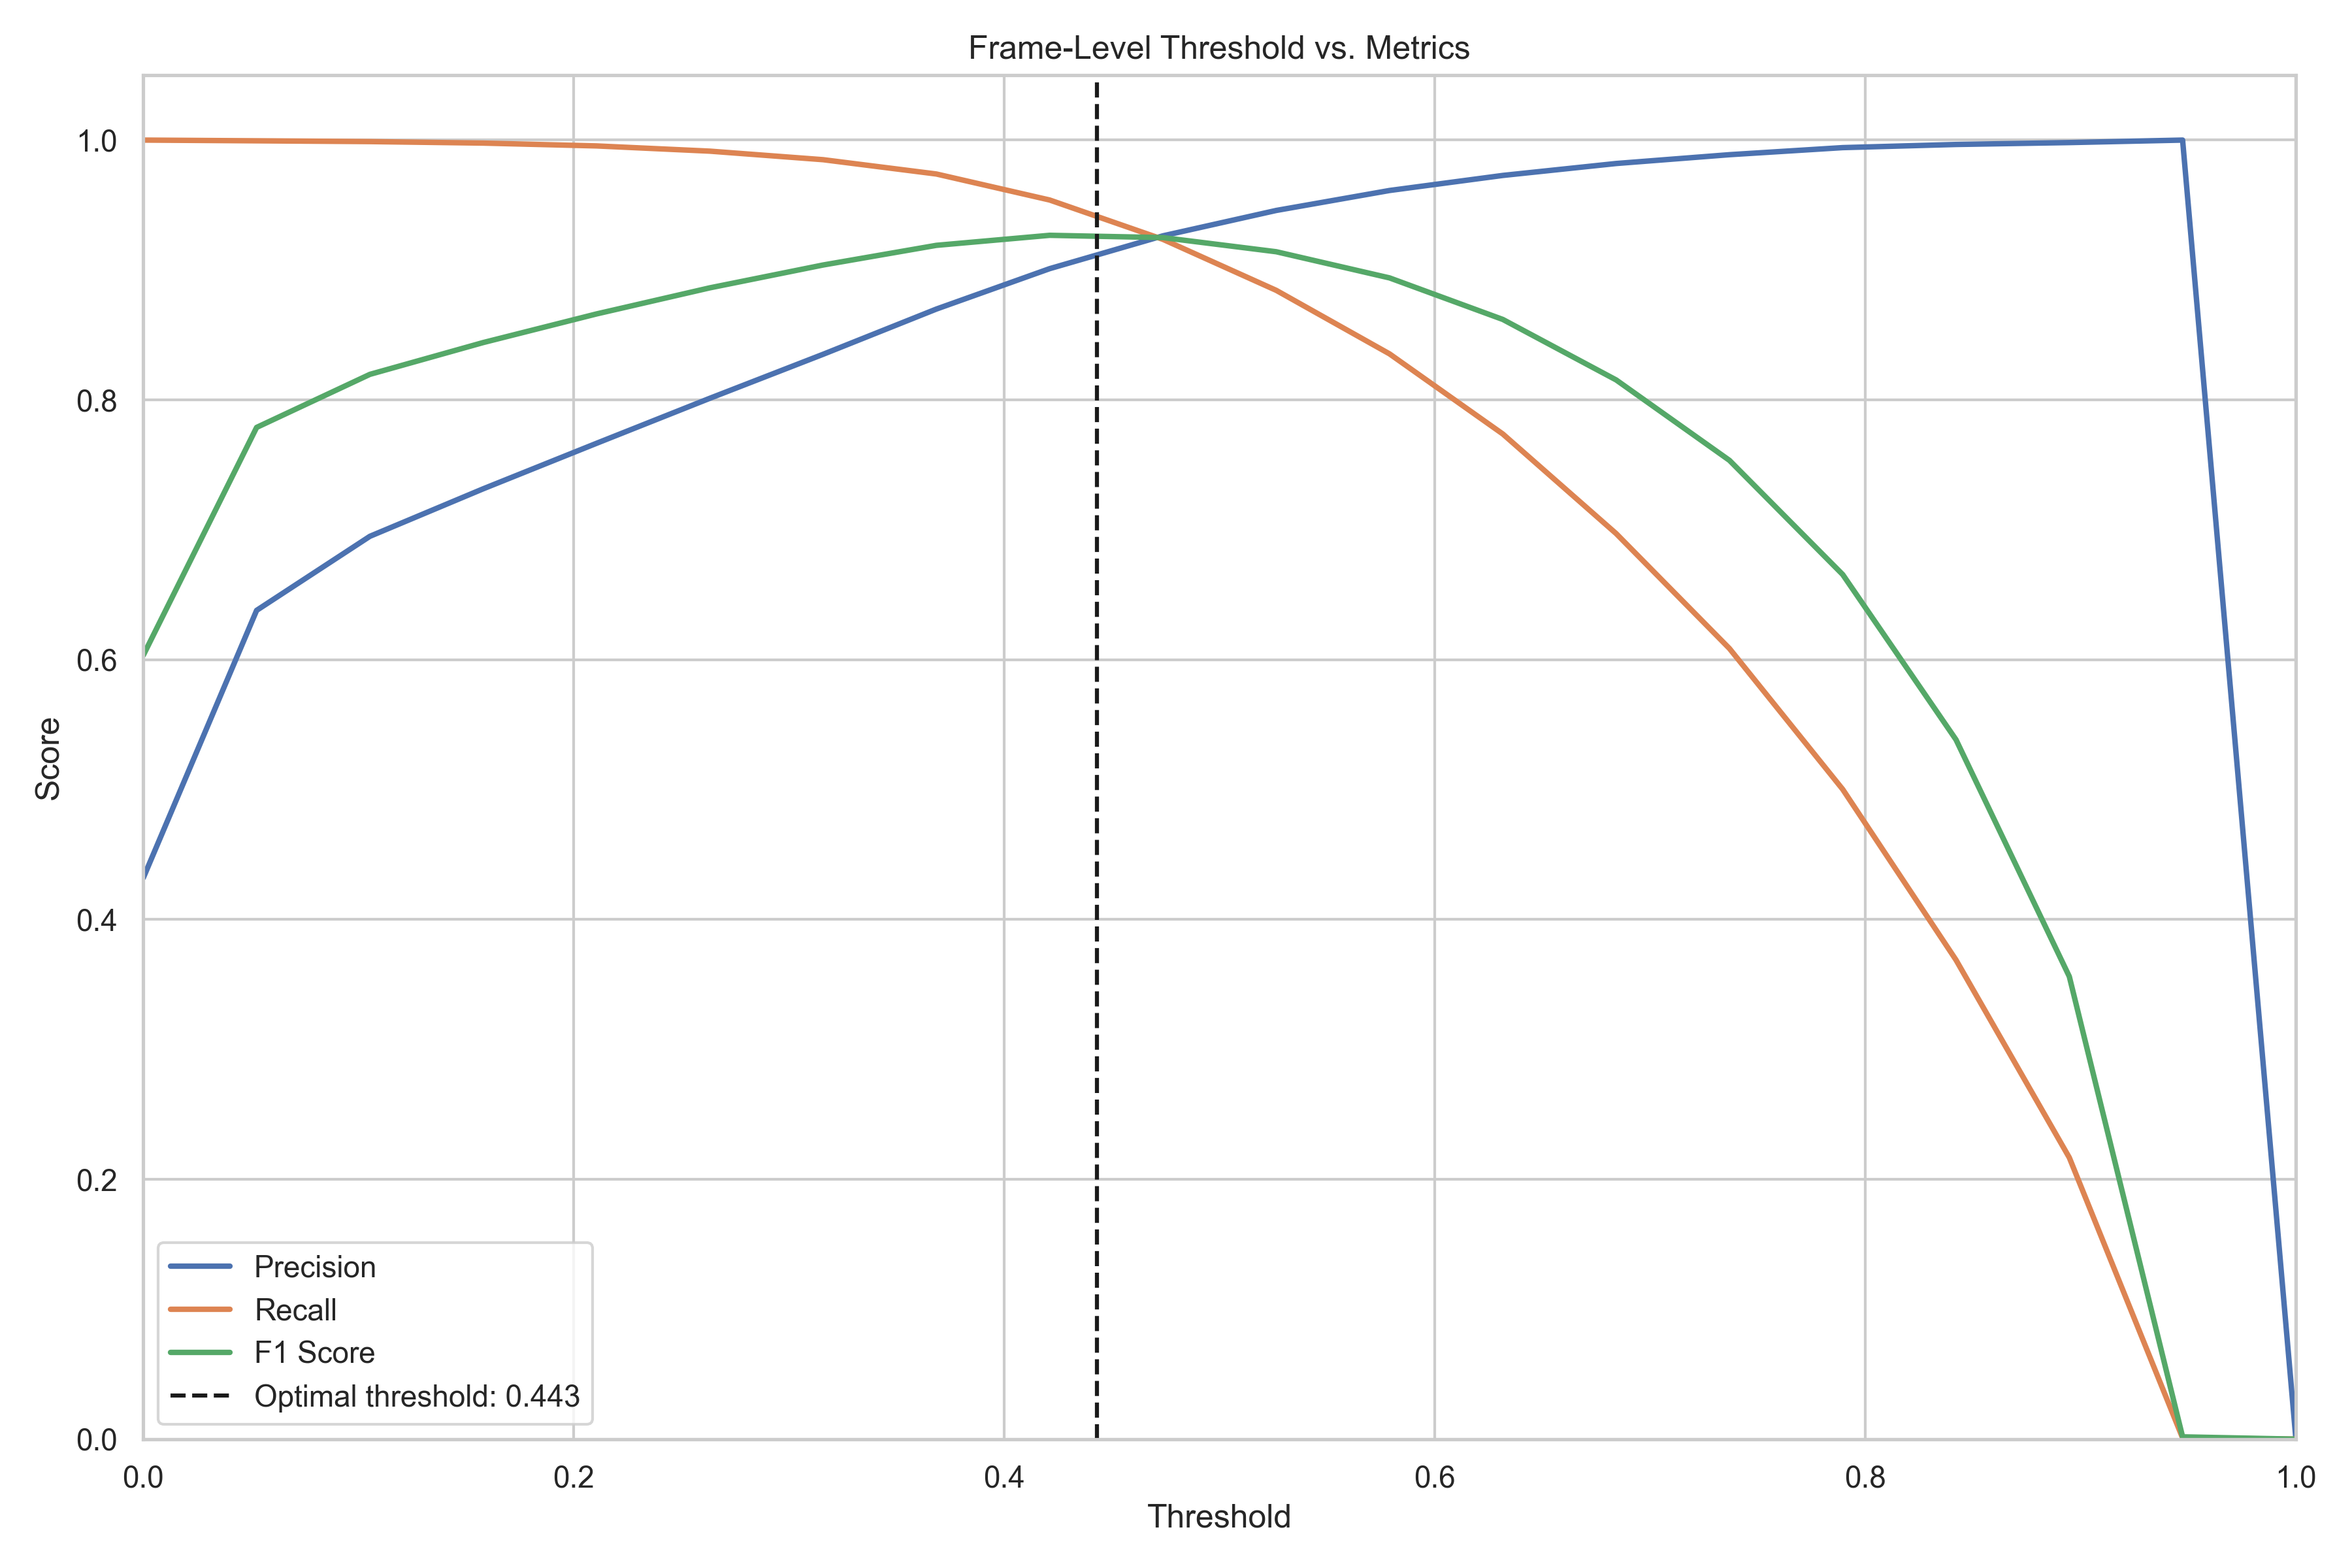 Frame-Level Threshold vs. Metrics
1.0
0.8
0.6
0.4
0.2
0.0
Score
Precision
Recall
F1 Score
Optimal threshold: 0.443
0.0 0.2 0.4 0.6 0.8 1.0
Threshold